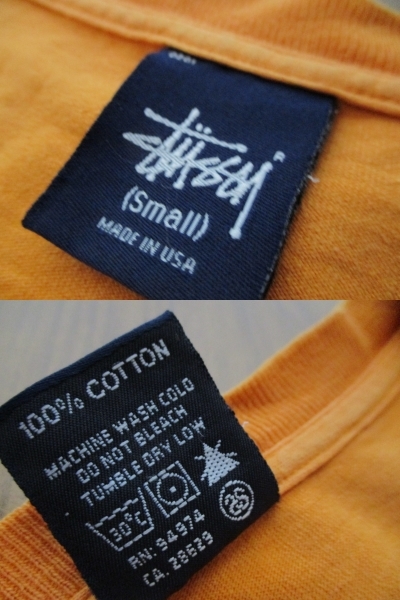 Stüssy
(Small)
MADE IN USA
100% COTTON
MACHINE WASH COLD
DO NOT BLEACH
TUMBLE DRY LOW
30°C
RN: 94974
CA. 28629